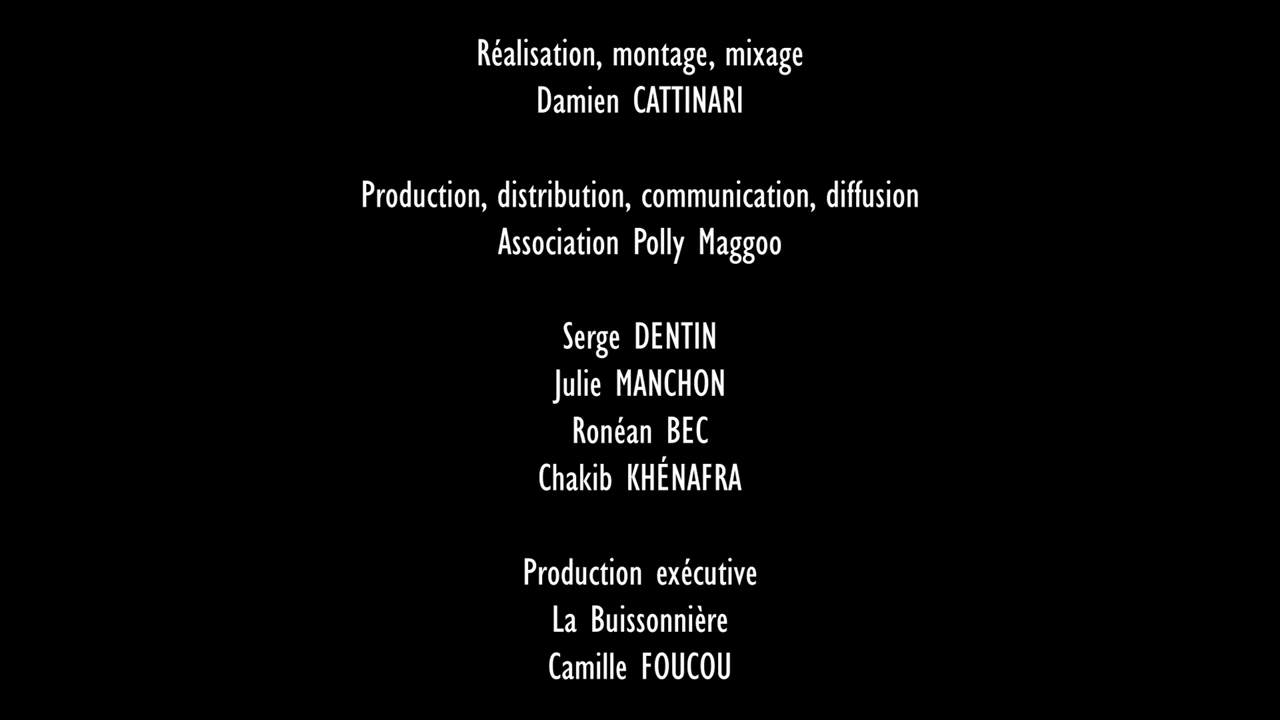 Réalisation, montage, mixage
Damien CATTINARI
Production, distribution, communication, diffusion
Association Polly Maggoo
Serge DENTIN
Julie MANCHON
Ronéan BEC
Chakib KHÉNAFRA
Production exécutive
La Buissonnière
Camille FOUCOU